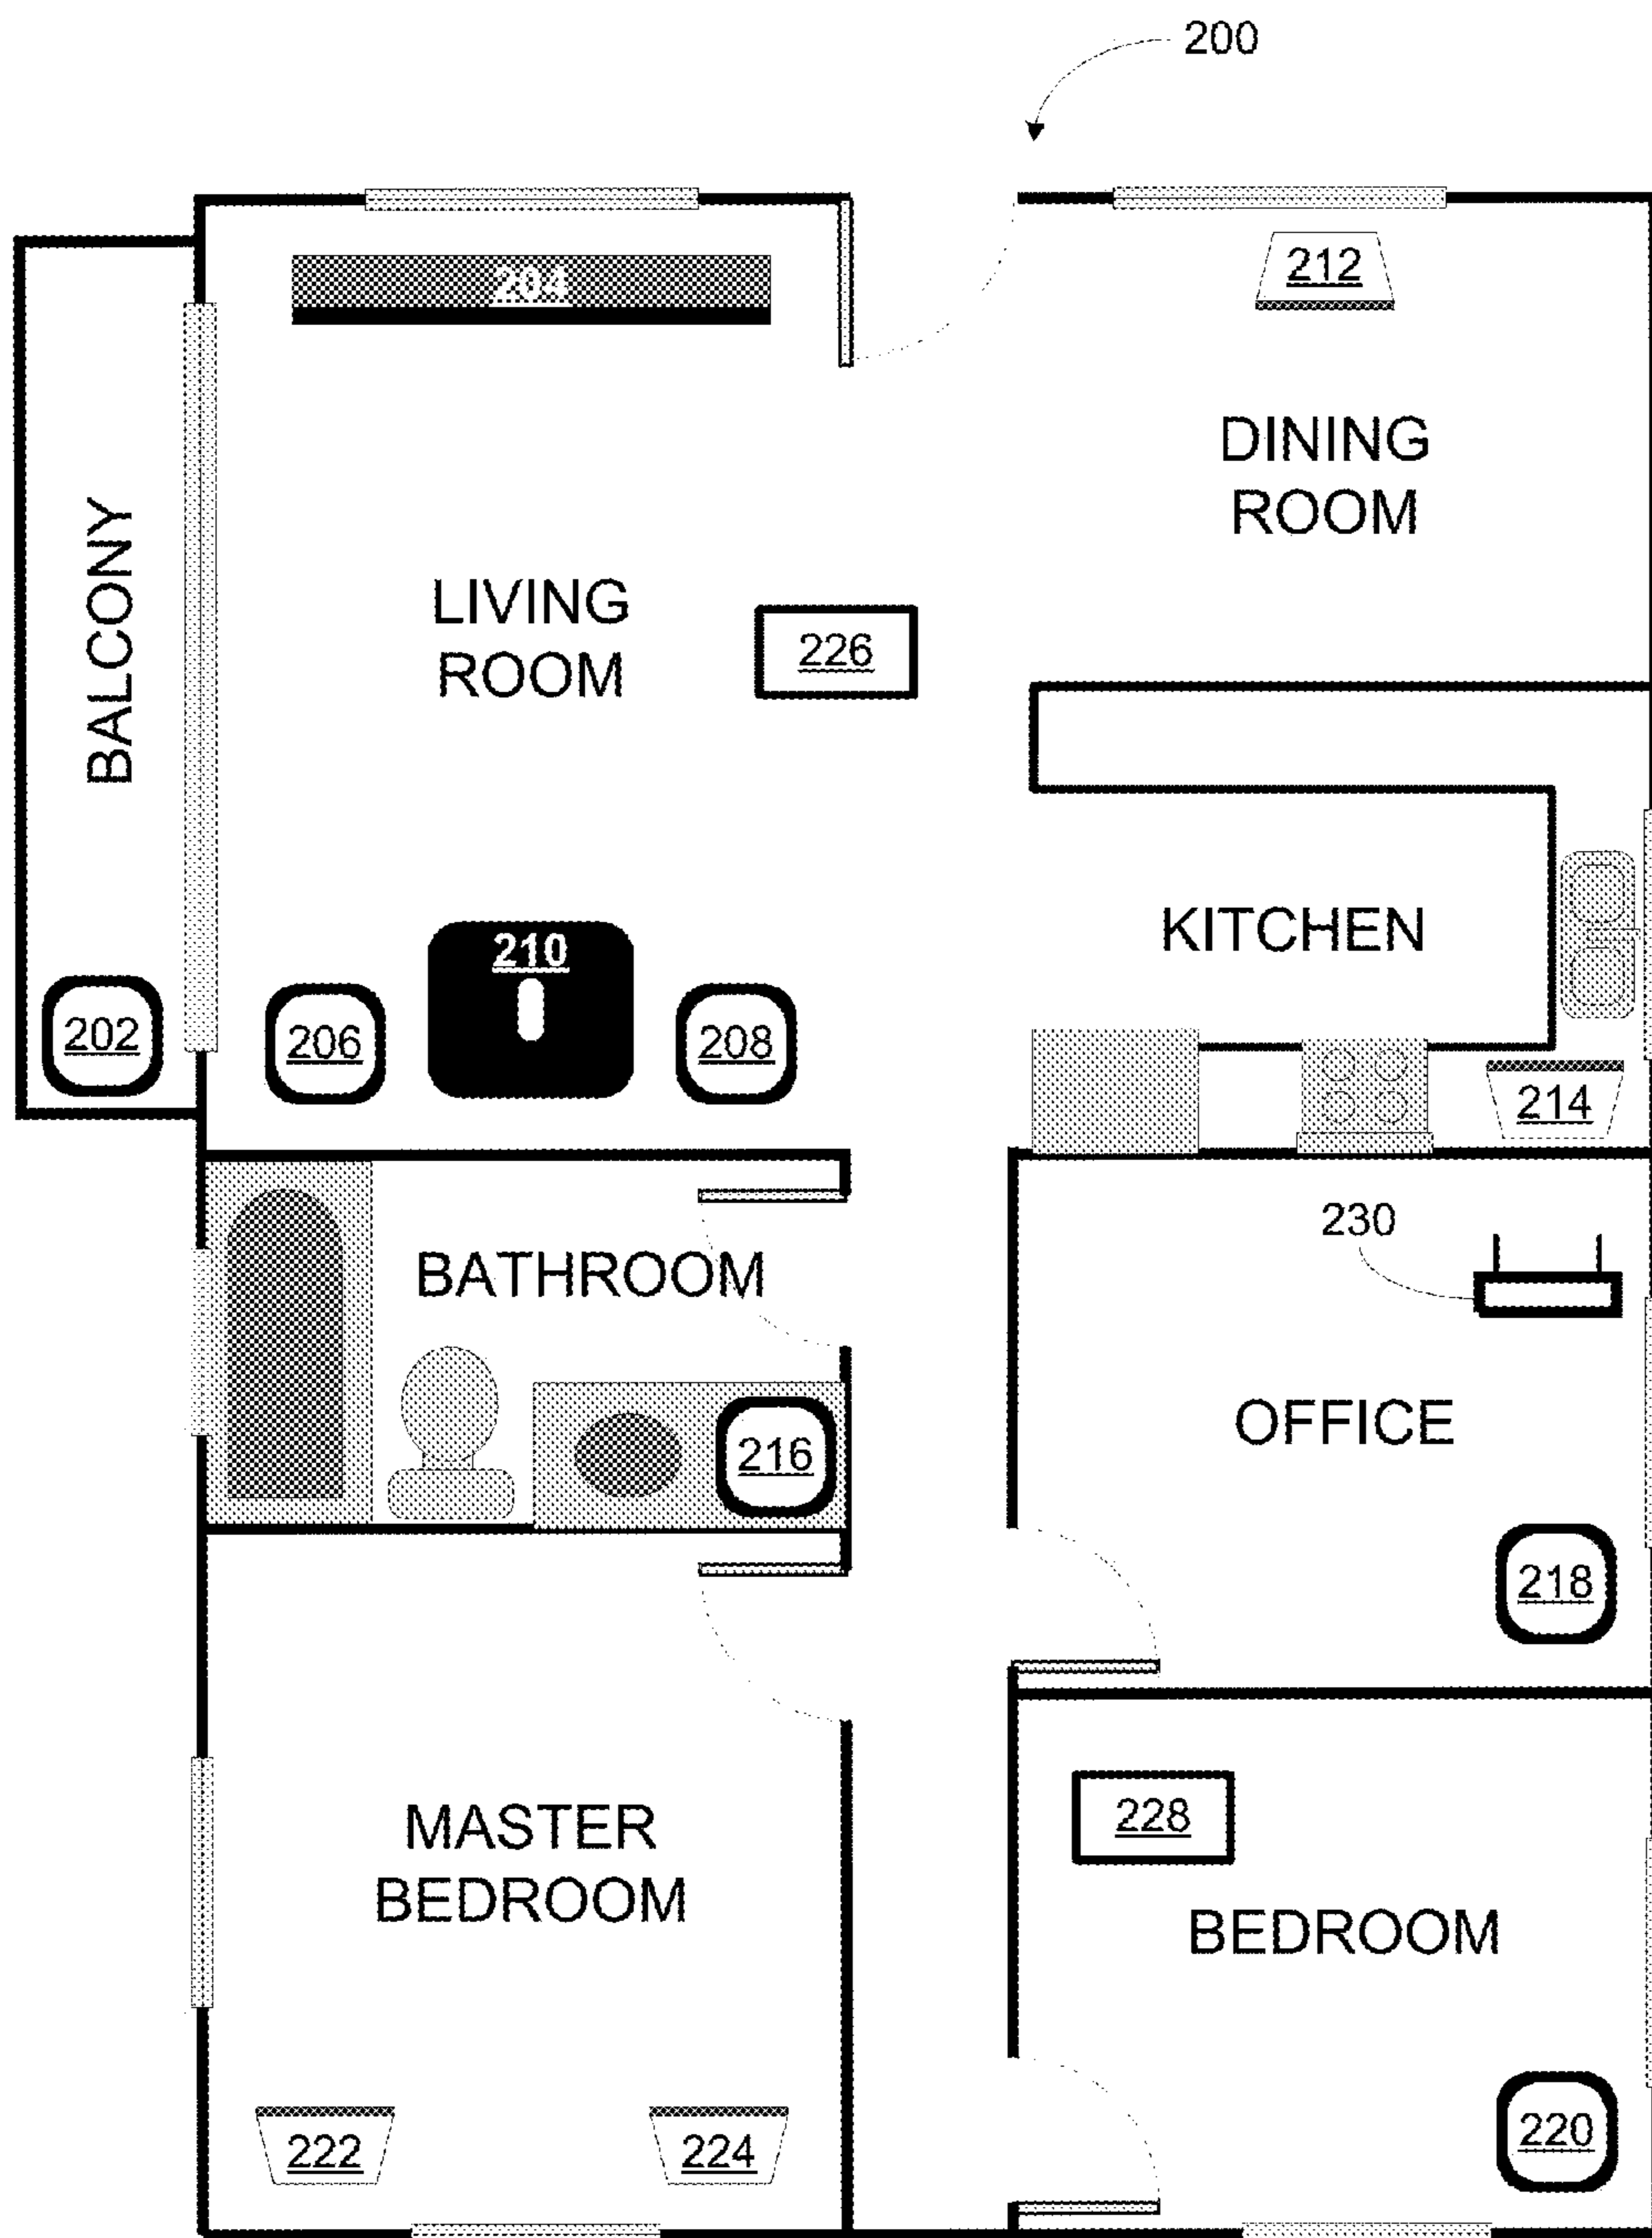 200
204
212
DINING
ROOM
BALCONY
LIVING
ROOM
226
KITCHEN
210
202
206
208
214
230
BATHROOM
OFFICE
216
218
MASTER
BEDROOM
228
BEDROOM
222
224
220